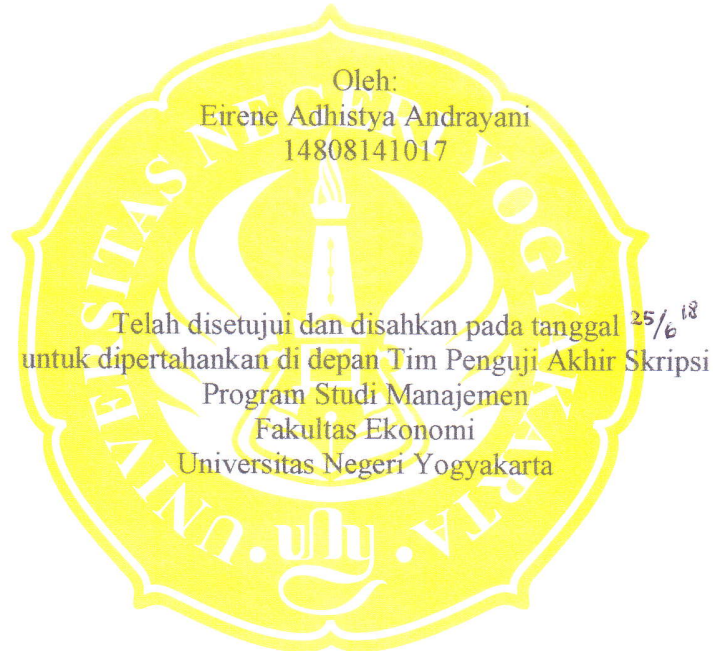 Oleh:
Eirene Adhistya Andrayani
14808141017
Telah disetujui dan disahkan pada tanggal 25/6 18
untuk dipertahankan di depan Tim Penguji Akhir Skripsi
Program Studi Manajemen
Fakultas Ekonomi
Universitas Negeri Yogyakarta
UNIVERSITAS NEGERI YOGYAKARTA
uny